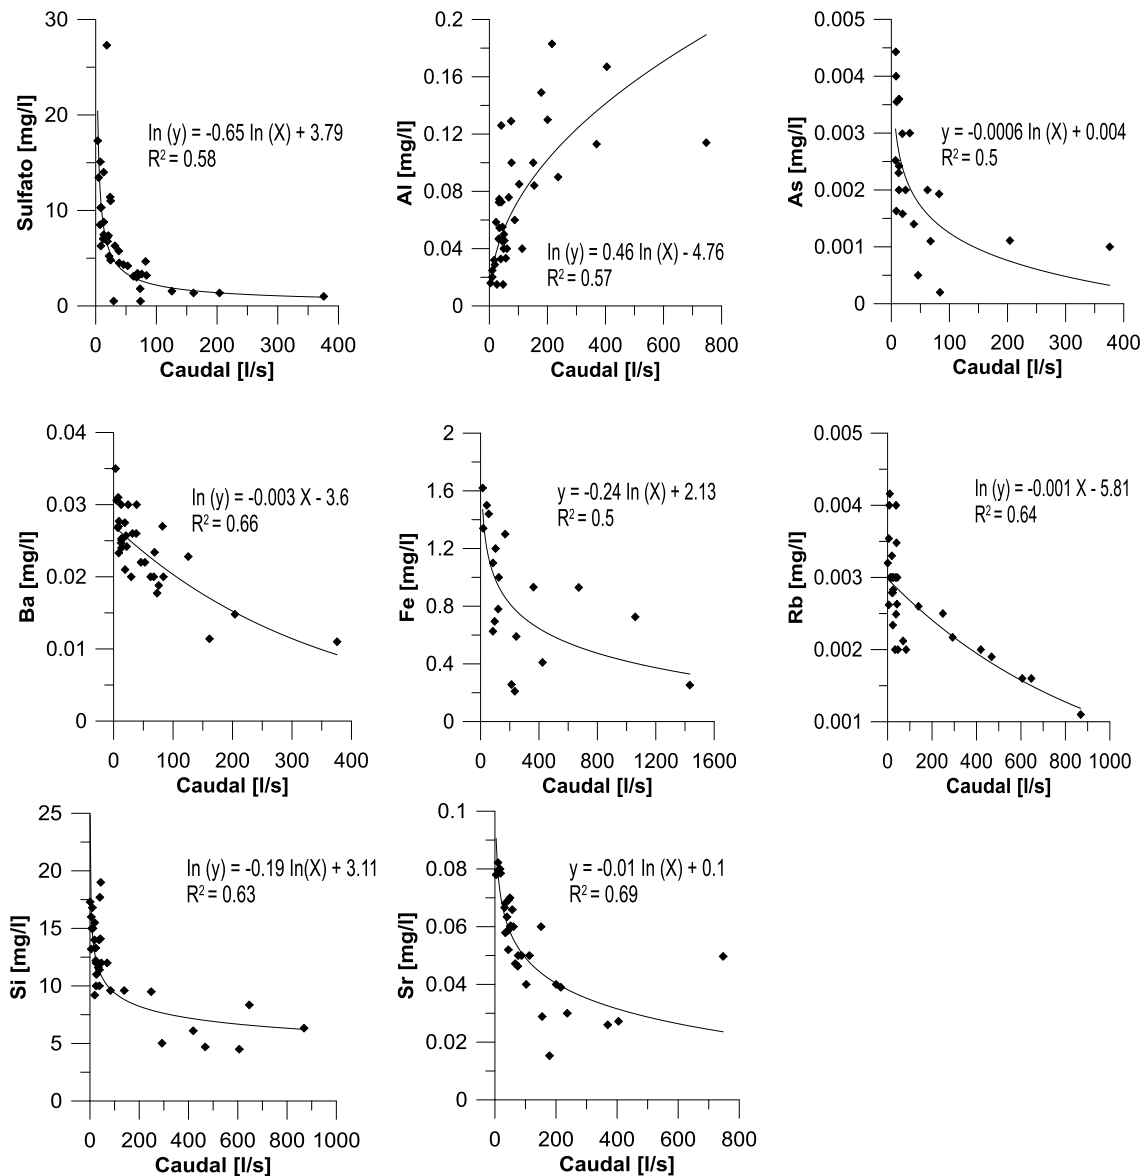 Sulfato [mg/l]
30
20
10
0
ln (y) = -0.65 ln (X) + 3.79
R² = 0.58
0 100 200 300 400
Caudal [l/s]
Al [mg/l]
0.2
0.16
0.12
0.08
0.04
0
ln (y) = 0.46 ln (X) - 4.76
R² = 0.57
0 200 400 600 800
Caudal [l/s]
As [mg/l]
0.005
0.004
0.003
0.002
0.001
0
y = -0.0006 ln (X) + 0.004
R² = 0.5
0 100 200 300 400
Caudal [l/s]
Ba [mg/l]
0.04
0.03
0.02
0.01
0
ln (y) = -0.003 X - 3.6
R² = 0.66
0 100 200 300 400
Caudal [l/s]
Fe [mg/l]
2
1.6
1.2
0.8
0.4
0
y = -0.24 ln (X) + 2.13
R² = 0.5
0 400 800 1200 1600
Caudal [l/s]
Rb [mg/l]
0.005
0.004
0.003
0.002
0.001
ln (y) = -0.001 X - 5.81
R² = 0.64
0 200 400 600 800 1000
Caudal [l/s]
Si [mg/l]
25
20
15
10
5
0
ln (y) = -0.19 ln(X) + 3.11
R² = 0.63
0 200 400 600 800 1000
Caudal [l/s]
Sr [mg/l]
0.1
0.08
0.06
0.04
0.02
0
y = -0.01 ln (X) + 0.1
R² = 0.69
0 200 400 600 800
Caudal [l/s]